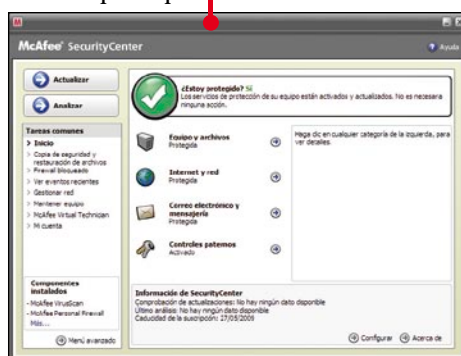 McAfee® SecurityCenter
Ayuda
Actualizar
Analizar
Tareas comunes
> Inicio
> Copia de seguridad y
restauración de archivos
> Firewall bloqueado
> Ver eventos recientes
> Gestionar red
> Mantener equipo
> McAfee Virtual Technician
> Mi cuenta
Componentes
instalados
- McAfee VirusScan
- McAfee Personal Firewall
Más...
Menú avanzado
¿Estoy protegido? Sí
Los servicios de protección de su equipo están activados y actualizados. No es necesaria
ninguna acción.
Equipo y archivos
Protegida
Internet y red
Protegida
Correo electrónico y
mensajería
Protegida
Controles paternos
Activado
Haga clic en cualquier categoría de la izquierda, para
ver detalles.
Información de SecurityCenter
Comprobación de actualizaciones: No hay ningún dato disponible
Último análisis: No hay ningún dato disponible
Caducidad de la suscripción: 27/05/2009
Configurar
Acerca de